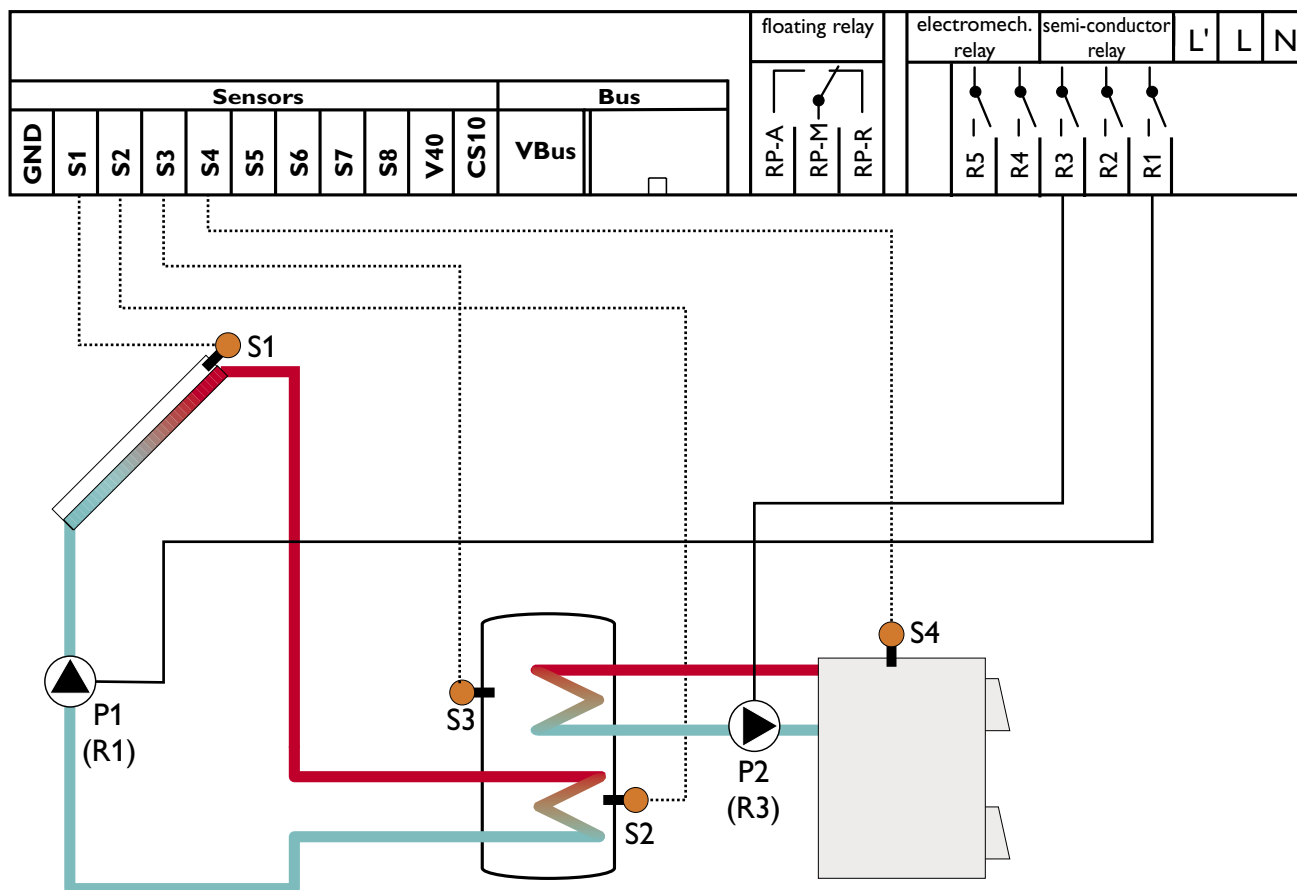 floating relay
electromech. relay
semi-conductor relay
L'
L
N
Sensors
Bus
GND
S1
S2
S3
S4
S5
S6
S7
S8
V40
CS10
VBus
RP-A
RP-M
RP-R
R5
R4
R3
R2
R1
S1
S4
S3
P1
(R1)
P2
(R3)
S2